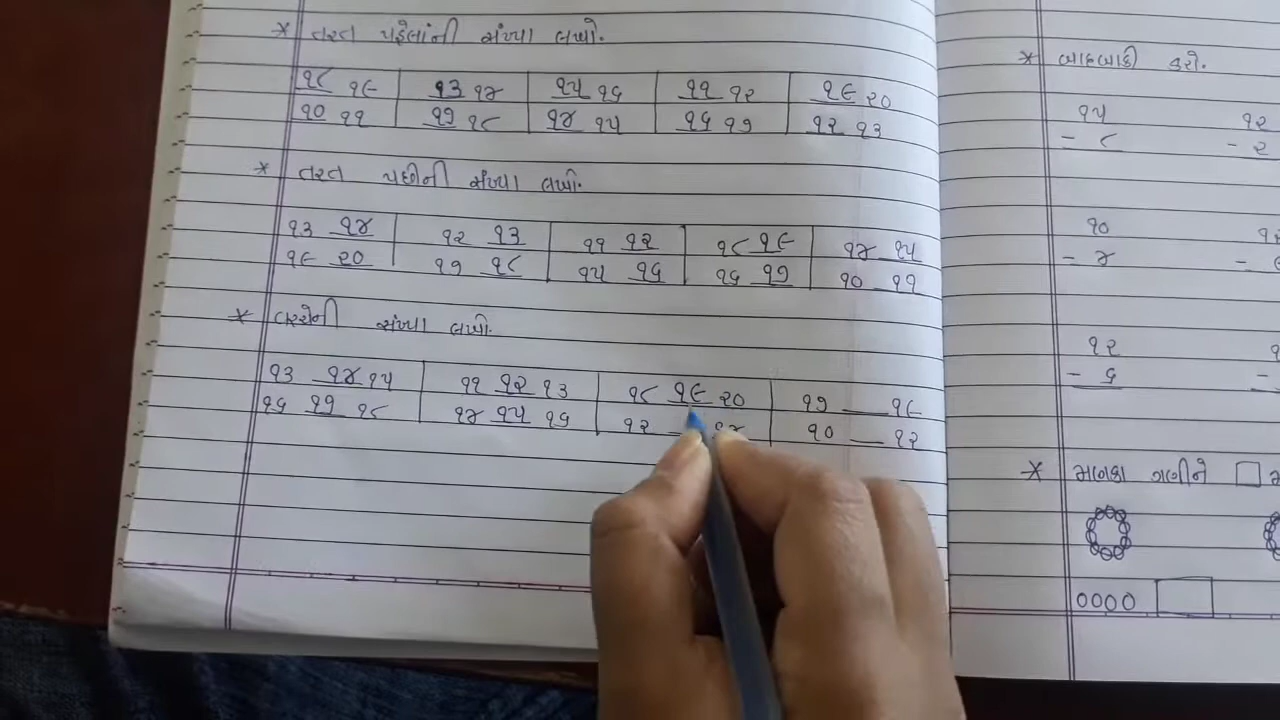 * તરત પહેલાંની સંખ્યા લખો.
૧૮ ૧૯ ૧૩ ૧૪ ૧૫ ૧૬ ૧૧ ૧૨ ૧૯ ૨૦
૧૦ ૧૧ ૧૭ ૧૮ ૧૪ ૧૫ ૧૬ ૧૭ ૧૨ ૧૩
* તરત પછીની સંખ્યા લખો.
૧૩ ૧૪ ૧૨ ૧૩ ૧૧ ૧૨ ૧૮ ૧૯ ૧૪ ૧૫
૧૯ ૨૦ ૧૭ ૧૮ ૧૫ ૧૬ ૧૬ ૧૭ ૧૦ ૧૧
* વચ્ચેની સંખ્યા લખો.
૧૩ ૧૪ ૧૫ ૧૧ ૧૨ ૧૩ ૧૮ ૧૯ ૨૦ ૧૭ __ ૧૯
૧૬ ૧૭ ૧૮ ૧૪ ૧૫ ૧૬ ૧૨ __ ૧૪ ૧૦ __ ૧૨
* બાદબાકી કરો.
૧૫ ૧૨
- ૮ - ૨
૧૦
- ૪
૧૨
- ૬
* મણકા ગણીને